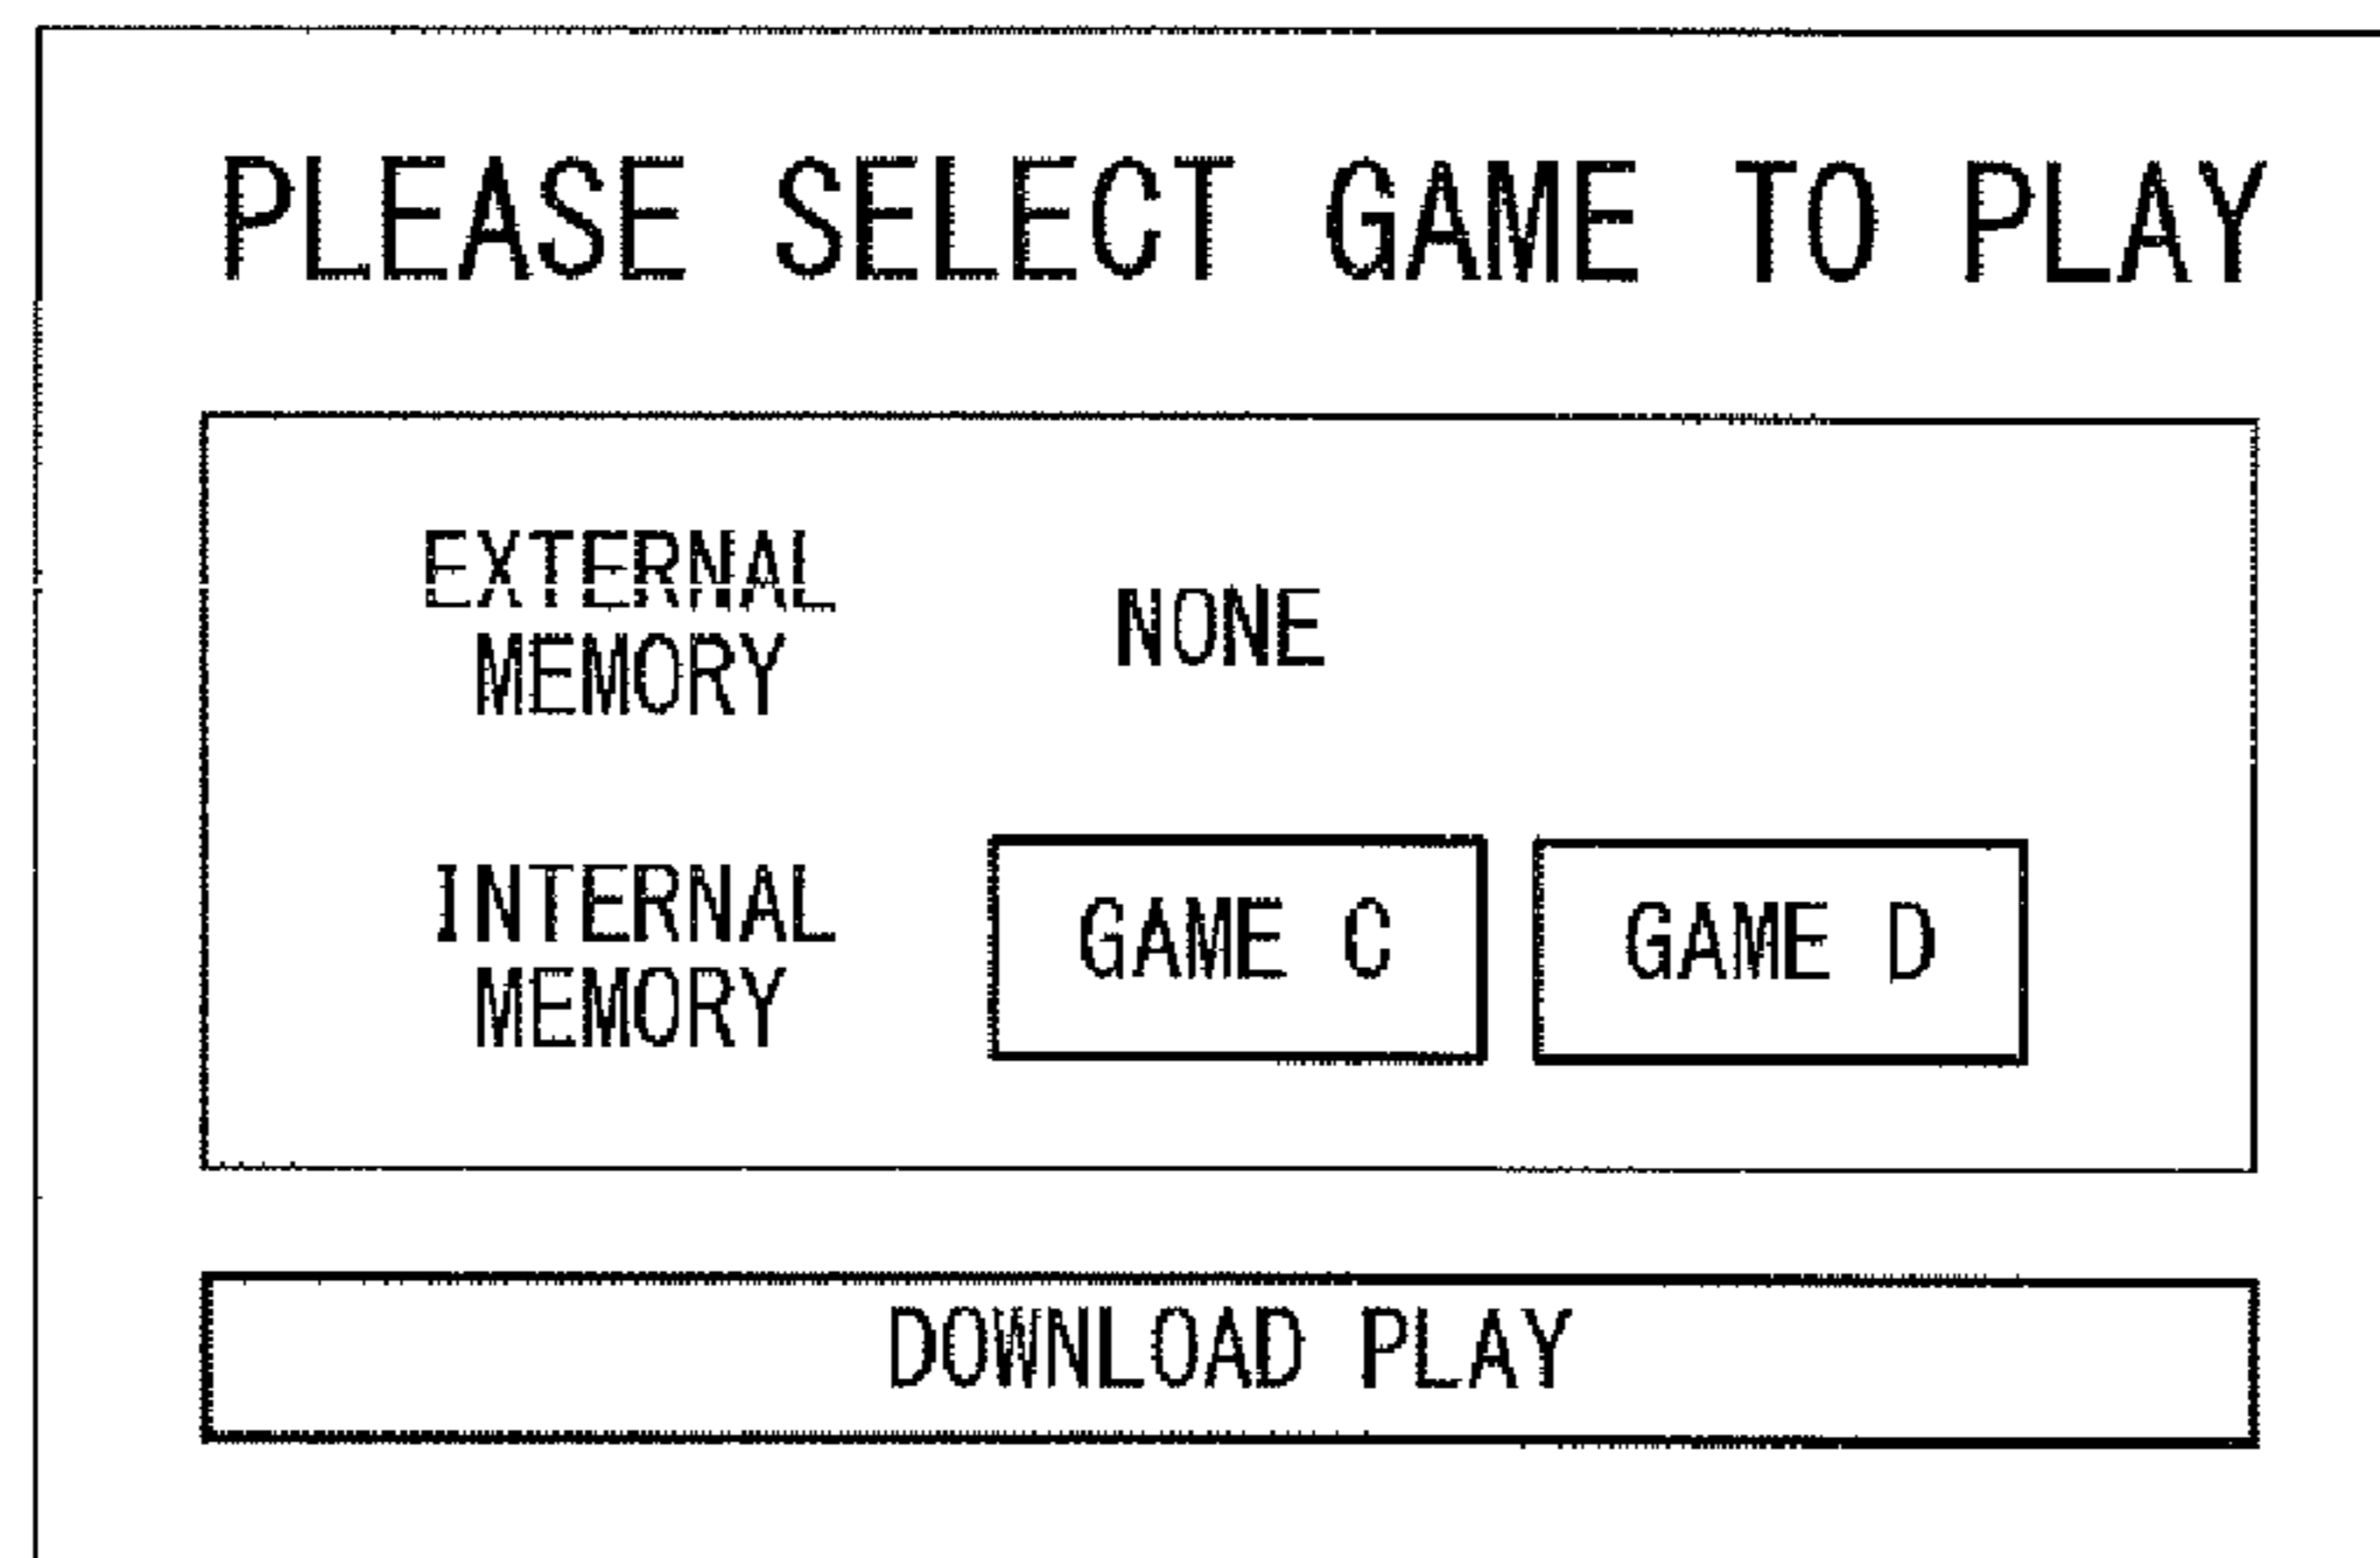 PLEASE SELECT GAME TO PLAY
EXTERNAL
MEMORY
NONE
INTERNAL
MEMORY
GAME C
GAME D
DOWNLOAD PLAY